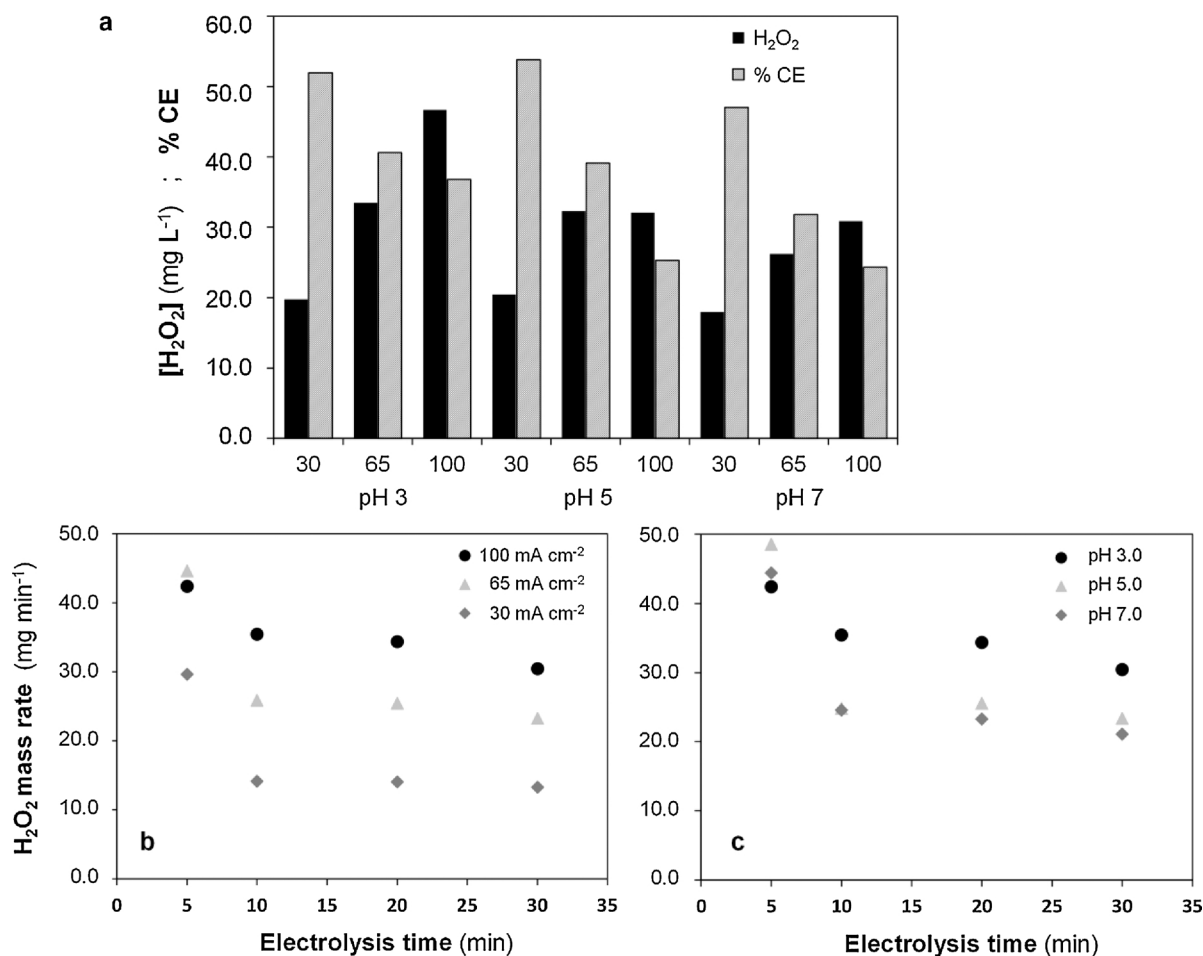 a
60.0
50.0
40.0
30.0
20.0
10.0
0.0
[H₂O₂] (mg L⁻¹) ; % CE
H₂O₂
% CE
30 65 100 30 65 100 30 65 100
pH 3 pH 5 pH 7
50.0
40.0
30.0
20.0
10.0
0.0
H₂O₂ mass rate (mg min⁻¹)
100 mA cm⁻²
65 mA cm⁻²
30 mA cm⁻²
b
0 5 10 15 20 25 30 35
Electrolysis time (min)
50.0
40.0
30.0
20.0
10.0
0.0
pH 3.0
pH 5.0
pH 7.0
c
0 5 10 15 20 25 30 35
Electrolysis time (min)